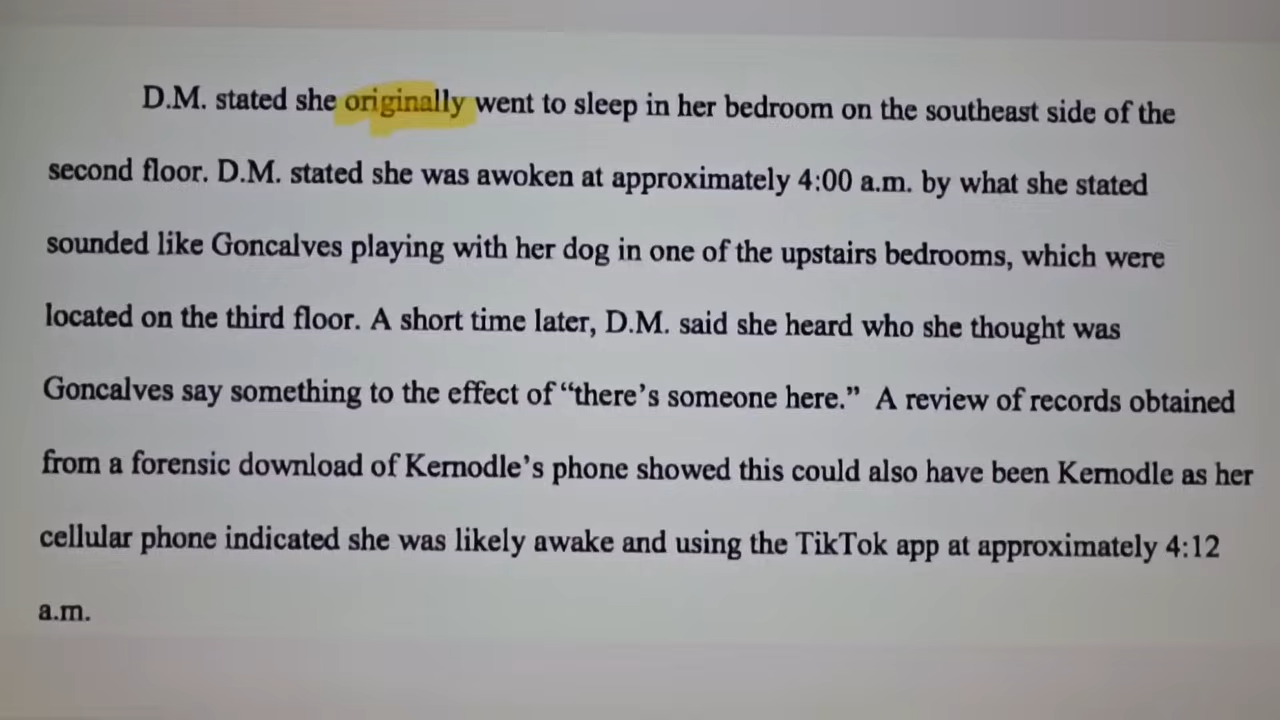 D.M. stated she originally went to sleep in her bedroom on the southeast side of the
second floor. D.M. stated she was awoken at approximately 4:00 a.m. by what she stated
sounded like Goncalves playing with her dog in one of the upstairs bedrooms, which were
located on the third floor. A short time later, D.M. said she heard who she thought was
Goncalves say something to the effect of “there’s someone here.” A review of records obtained
from a forensic download of Kernodle’s phone showed this could also have been Kernodle as her
cellular phone indicated she was likely awake and using the TikTok app at approximately 4:12
a.m.